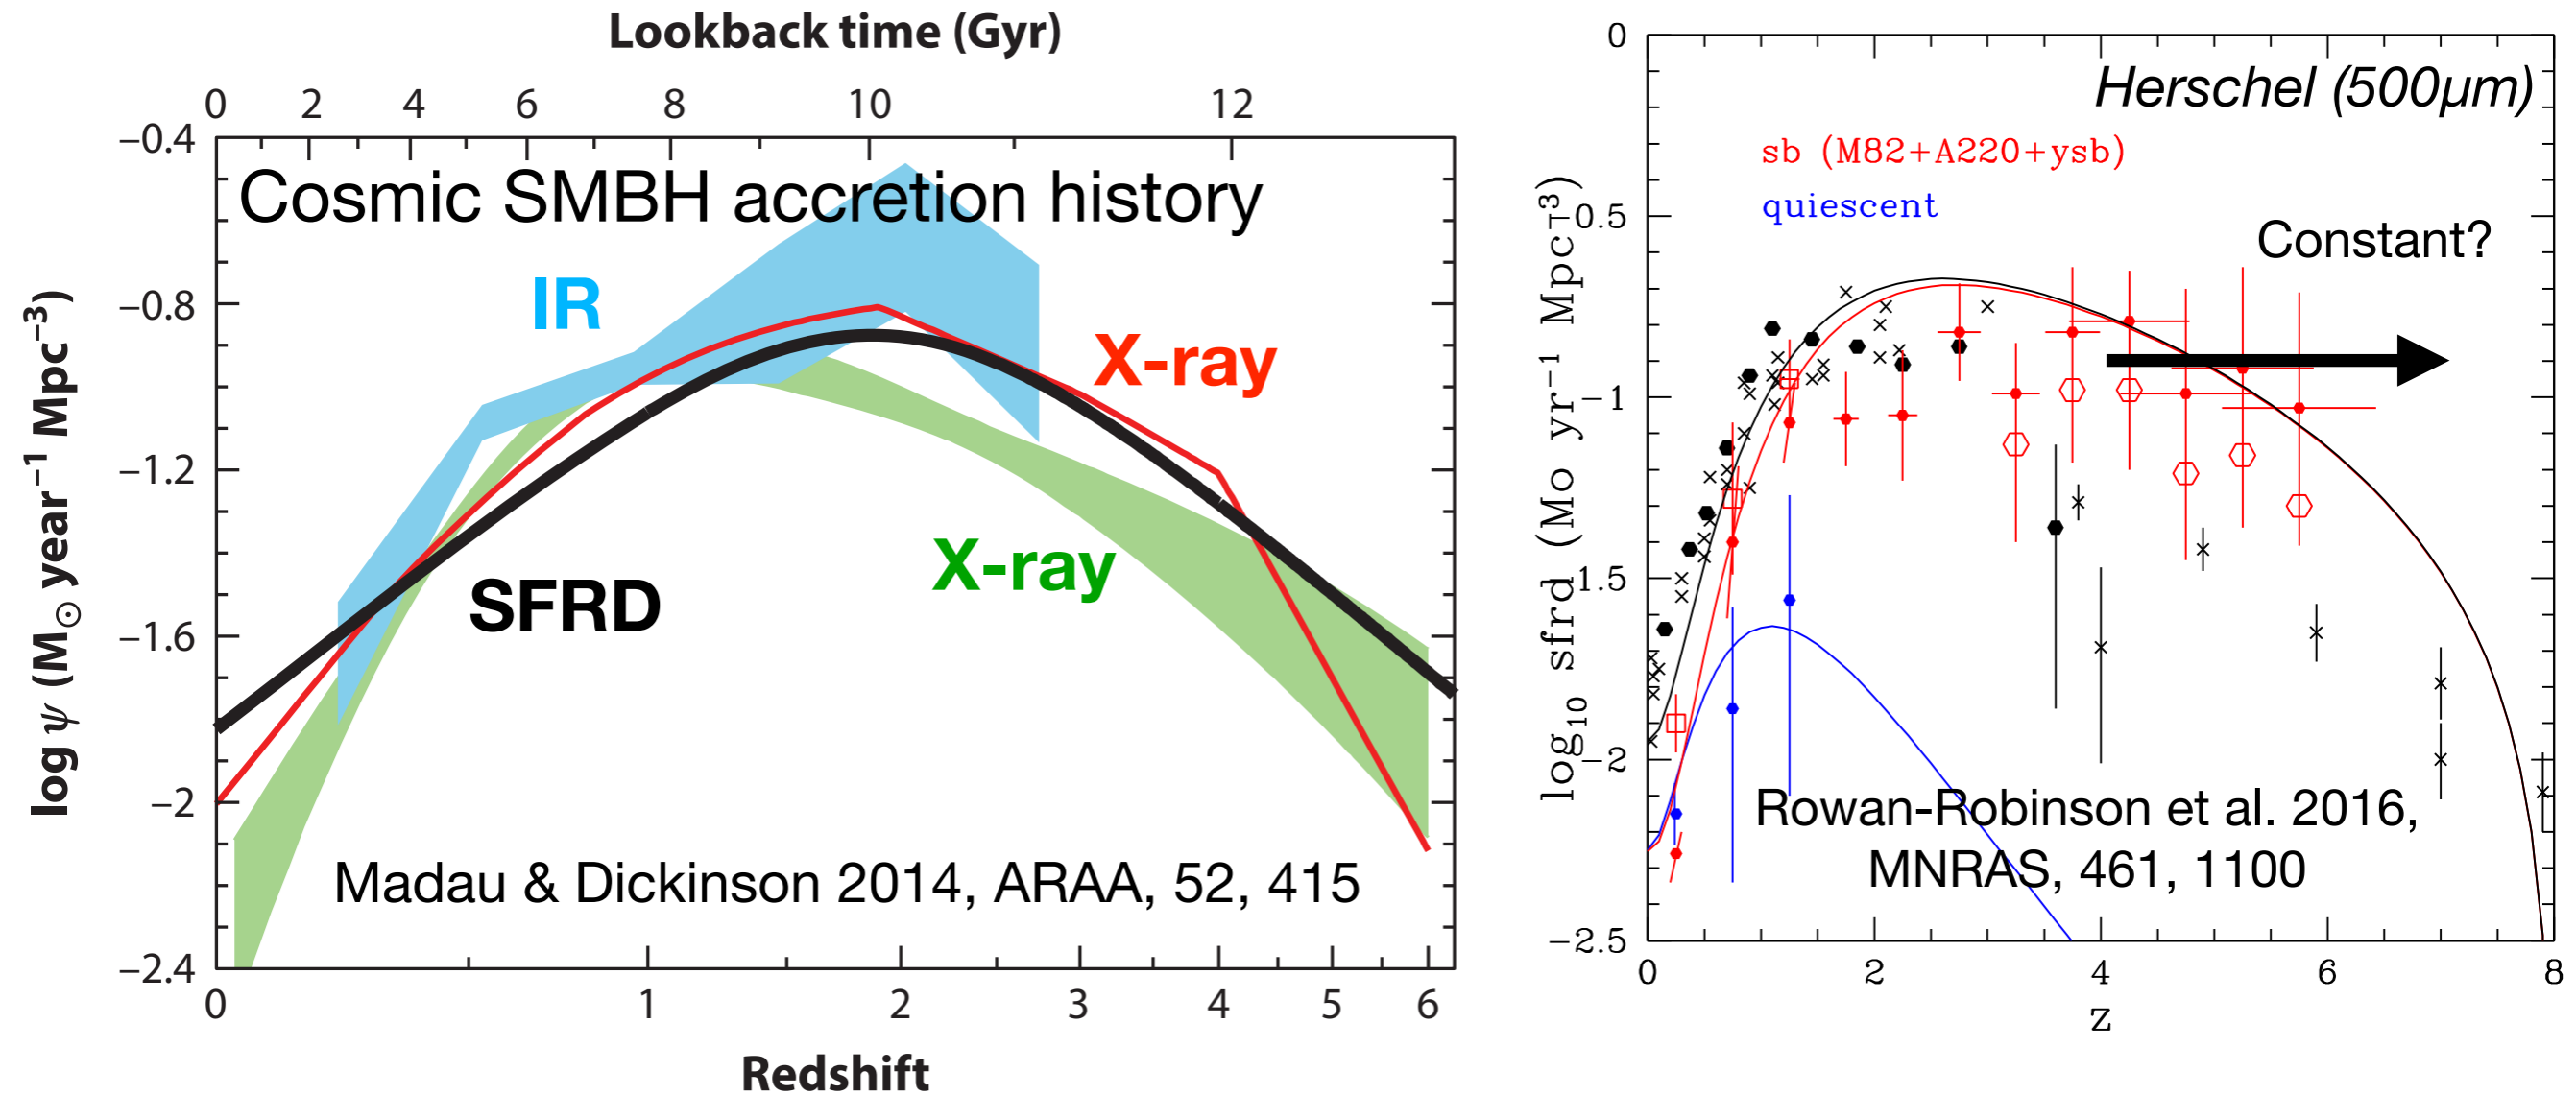 Lookback time (Gyr)
0 2 4 6 8 10 12
−0.4
−0.8
−1.2
−1.6
−2
−2.4
log ψ (M⊙ year⁻¹ Mpc⁻³)
Cosmic SMBH accretion history
IR
X-ray
X-ray
SFRD
Madau & Dickinson 2014, ARAA, 52, 415
0 1 2 3 4 5 6
Redshift
0
−0.5
−1
−1.5
−2
−2.5
log₁₀ sfrd (Mo yr⁻¹ Mpc⁻³)
Herschel (500μm)
sb (M82+A220+ysb)
quiescent
Constant?
Rowan-Robinson et al. 2016,
MNRAS, 461, 1100
0 2 4 6 8
z